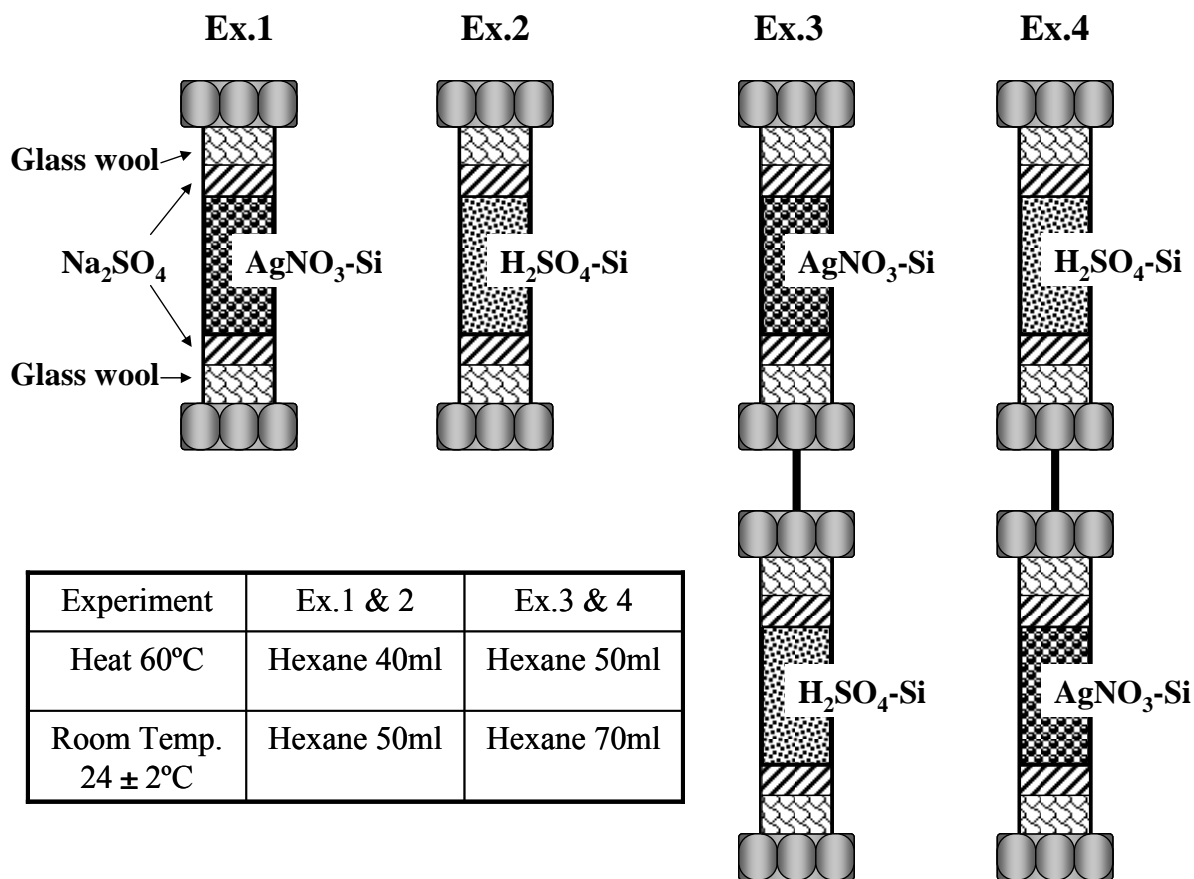 Ex.1
Ex.2
Ex.3
Ex.4
Glass wool
Na₂SO₄
Glass wool
AgNO₃-Si
H₂SO₄-Si
AgNO₃-Si
H₂SO₄-Si
H₂SO₄-Si
AgNO₃-Si
Experiment
Ex.1 & 2
Ex.3 & 4
Heat 60ºC
Hexane 40ml
Hexane 50ml
Room Temp.
24 ± 2ºC
Hexane 50ml
Hexane 70ml